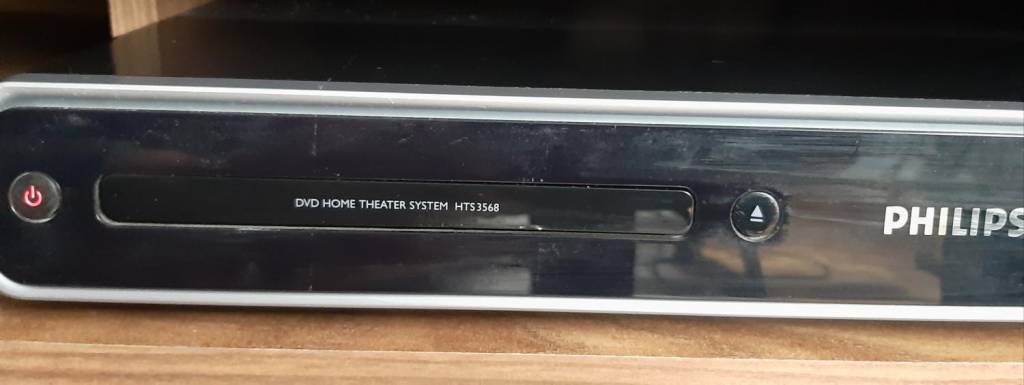 DVD HOME THEATER SYSTEM HTS3568
PHILIPS